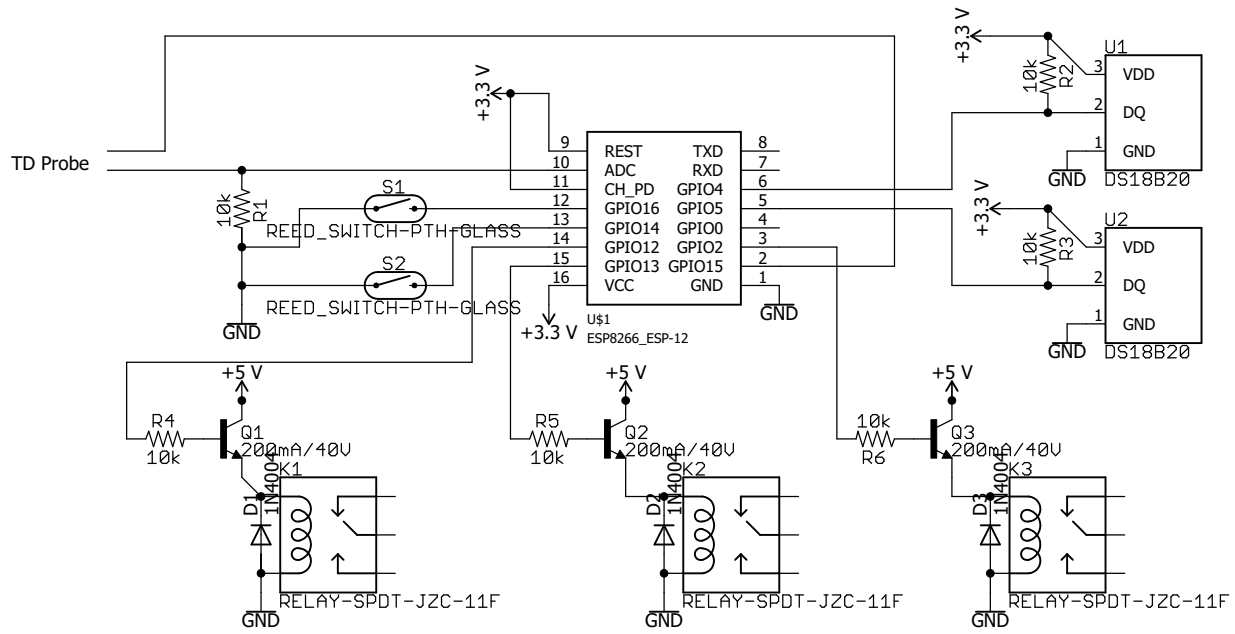 +3.3 V
+3.3 V
10k
R2
U1
3 VDD
2 DQ
1 GND
GND
DS18B20
TD Probe
10k
R1
S1
REED_SWITCH-PTH-GLASS
S2
REED_SWITCH-PTH-GLASS
GND
9 REST TXD 8
10 ADC RXD 7
11 CH_PD GPIO4 6
12 GPIO16 GPIO5 5
13 GPIO14 GPIO0 4
14 GPIO12 GPIO2 3
15 GPIO13 GPIO15 2
16 VCC GND 1
+3.3 V
U$1
ESP8266_ESP-12
GND
+3.3 V
10k
R3
U2
3 VDD
2 DQ
1 GND
GND
DS18B20
+5 V
R4
10k
Q1
200mA/40V
D1
1N4004
K1
RELAY-SPDT-JZC-11F
GND
+5 V
R5
10k
Q2
200mA/40V
D2
1N4004
K2
RELAY-SPDT-JZC-11F
GND
+5 V
10k
R6
Q3
200mA/40V
D3
1N4004
K3
RELAY-SPDT-JZC-11F
GND